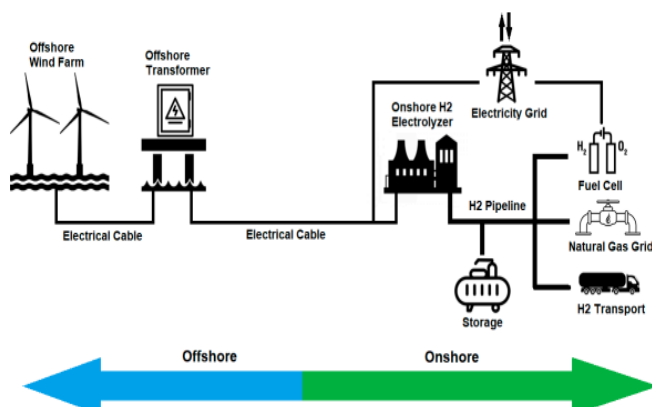 Offshore
Wind Farm
Offshore
Transformer
Electricity Grid
Onshore H2
Electrolyzer
H2 O2
Fuel Cell
H2 Pipeline
Electrical Cable
Electrical Cable
Natural Gas Grid
Storage
H2 Transport
Offshore
Onshore